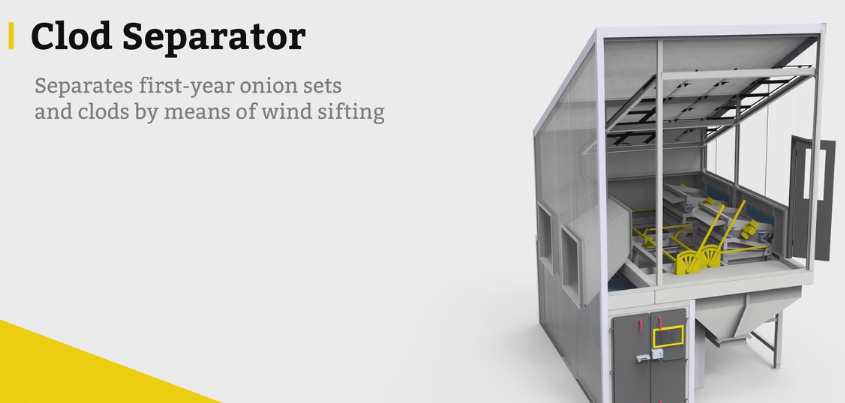 Clod Separator
Separates first-year onion sets
and clods by means of wind sifting